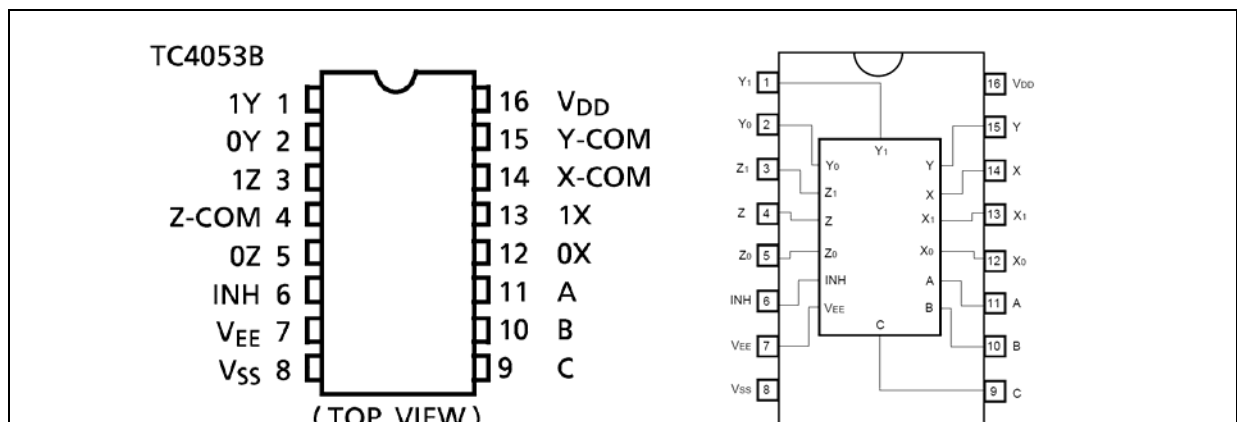 TC4053B
1Y 1
0Y 2
1Z 3
Z-COM 4
0Z 5
INH 6
VEE 7
VSS 8
16 VDD
15 Y-COM
14 X-COM
13 1X
12 0X
11 A
10 B
9 C
(TOP VIEW)
Y1 1
Y0 2
Z1 3
Z 4
Z0 5
INH 6
VEE 7
VSS 8
Y1
Y0
Z1
Z
Z0
INH
VEE
C
Y
X
X1
X0
A
B
16 VDD
15 Y
14 X
13 X1
12 X0
11 A
10 B
9 C